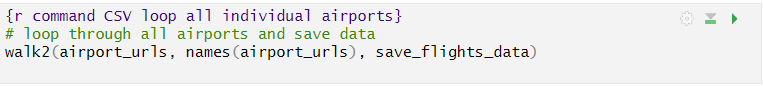 {r command CSV loop all individual airports}
# loop through all airports and save data
walk2(airport_urls, names(airport_urls), save_flights_data)